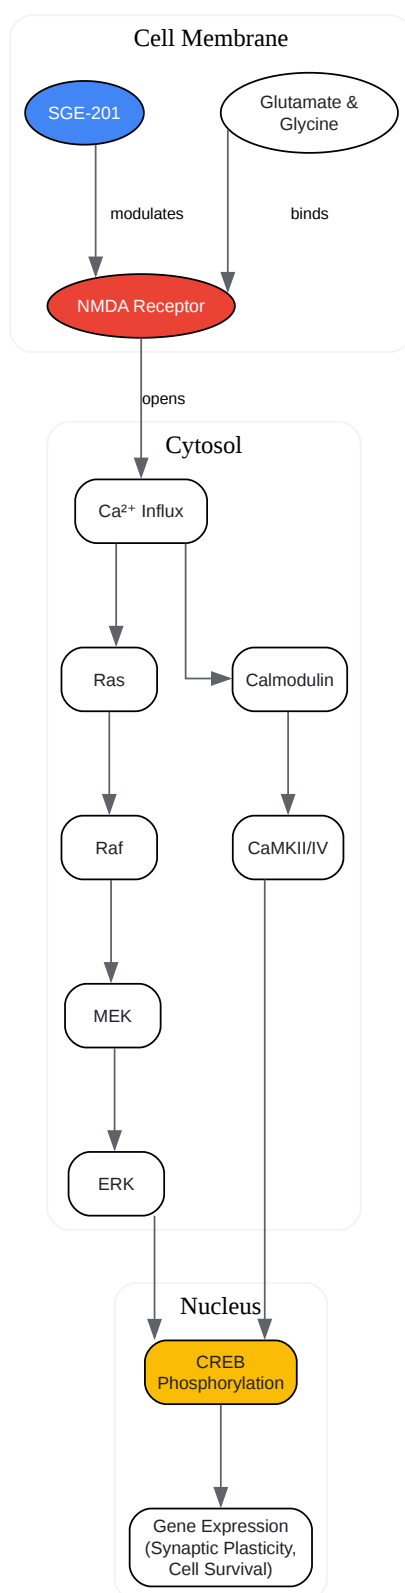 Cell Membrane
SGE-201
Glutamate &
Glycine
modulates
binds
NMDA Receptor
opens
Cytosol
Ca²⁺ Influx
Ras
Calmodulin
Raf
CaMKII/IV
MEK
ERK
Nucleus
CREB
Phosphorylation
Gene Expression
(Synaptic Plasticity,
Cell Survival)